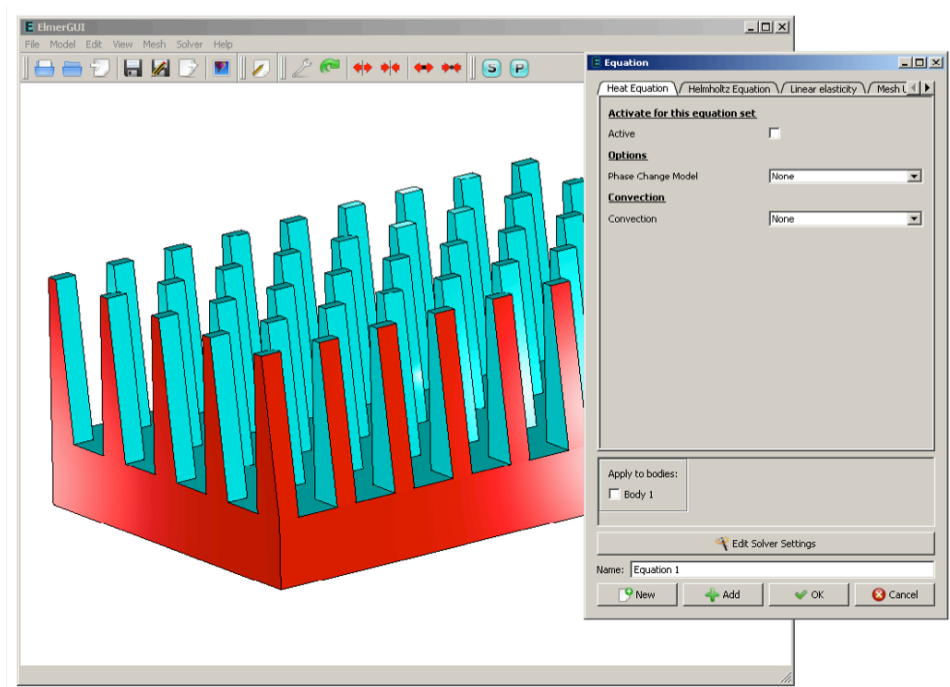 ElmerGUI
File Model Edit View Mesh Solver Help
S P
Equation
Heat Equation Helmholtz Equation Linear elasticity Mesh
Activate for this equation set
Active
Options
Phase Change Model None
Convection
Convection None
Apply to bodies:
Body 1
Edit Solver Settings
Name: Equation 1
New Add OK Cancel